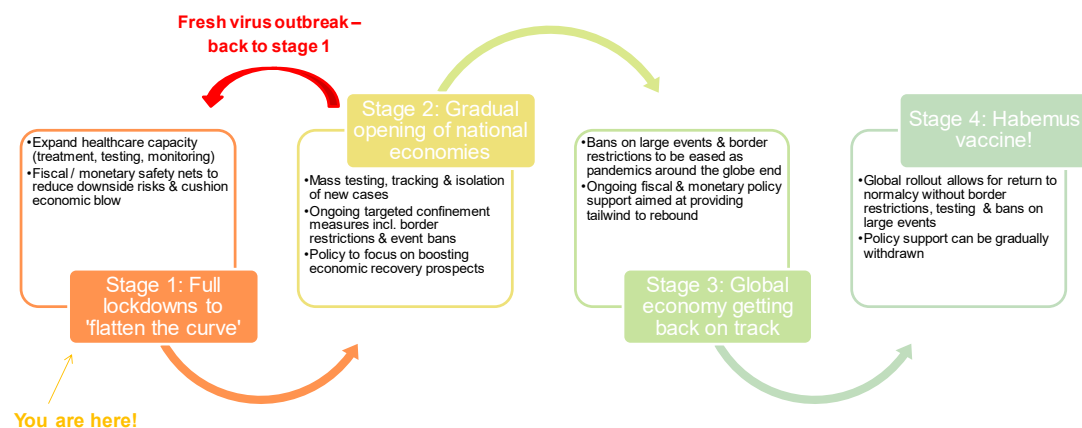 Fresh virus outbreak –
back to stage 1
•Expand healthcare capacity
(treatment, testing, monitoring)
•Fiscal / monetary safety nets to
reduce downside risks & cushion
economic blow
Stage 1: Full
lockdowns to
'flatten the curve'
You are here!
Stage 2: Gradual
opening of national
economies
•Mass testing, tracking & isolation
of new cases
•Ongoing targeted confinement
measures incl. border
restrictions & event bans
•Policy to focus on boosting
economic recovery prospects
•Bans on large events & border
restrictions to be eased as
pandemics around the globe end
•Ongoing fiscal & monetary policy
support aimed at providing
tailwind to rebound
Stage 3: Global
economy getting
back on track
Stage 4: Habemus
vaccine!
•Global rollout allows for return to
normalcy without border
restrictions, testing & bans on
large events
•Policy support can be gradually
withdrawn